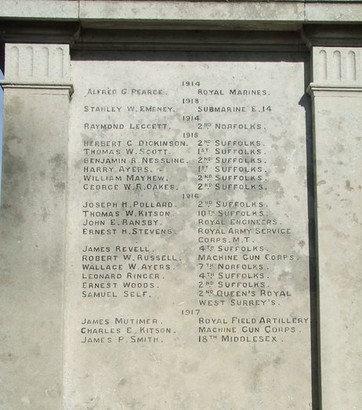 1914
ALFRED G. PEARCE. ROYAL MARINES.
1918
STANLEY W. EMENEY. SUBMARINE E.14
1914
RAYMOND LEGGETT. 2ND NORFOLKS.
1915
HERBERT C. DICKINSON. 2ND SUFFOLKS.
THOMAS W. SCOTT. 1ST SUFFOLKS.
BENJAMIN R. NESSLING. 2ND SUFFOLKS.
HARRY. AYERS. 1ST SUFFOLKS.
WILLIAM MAYHEW. 2ND SUFFOLKS.
GEORGE W. R. OAKES. 2ND SUFFOLKS.
1916
JOSEPH H. POLLARD. 2ND SUFFOLKS.
THOMAS W. KITSON. 10TH SUFFOLKS.
JOHN E. RANSBY. ROYAL ENGINEERS.
ERNEST H. STEVENS. ROYAL ARMY SERVICE
CORPS. M.T.
JAMES REVELL. 4TH SUFFOLKS.
ROBERT W. RUSSELL. MACHINE GUN CORPS.
WALLACE W. AYERS. 7TH NORFOLKS.
LEONARD RINGER. 4TH SUFFOLKS.
ERNEST WOODS. 2ND SUFFOLKS.
SAMUEL SELF. 2ND QUEEN'S ROYAL
WEST SURREY'S.
1917
JAMES MUTIMER. ROYAL FIELD ARTILLERY
CHARLES E. KITSON. MACHINE GUN CORPS.
JAMES P. SMITH. 18TH MIDDLESEX.